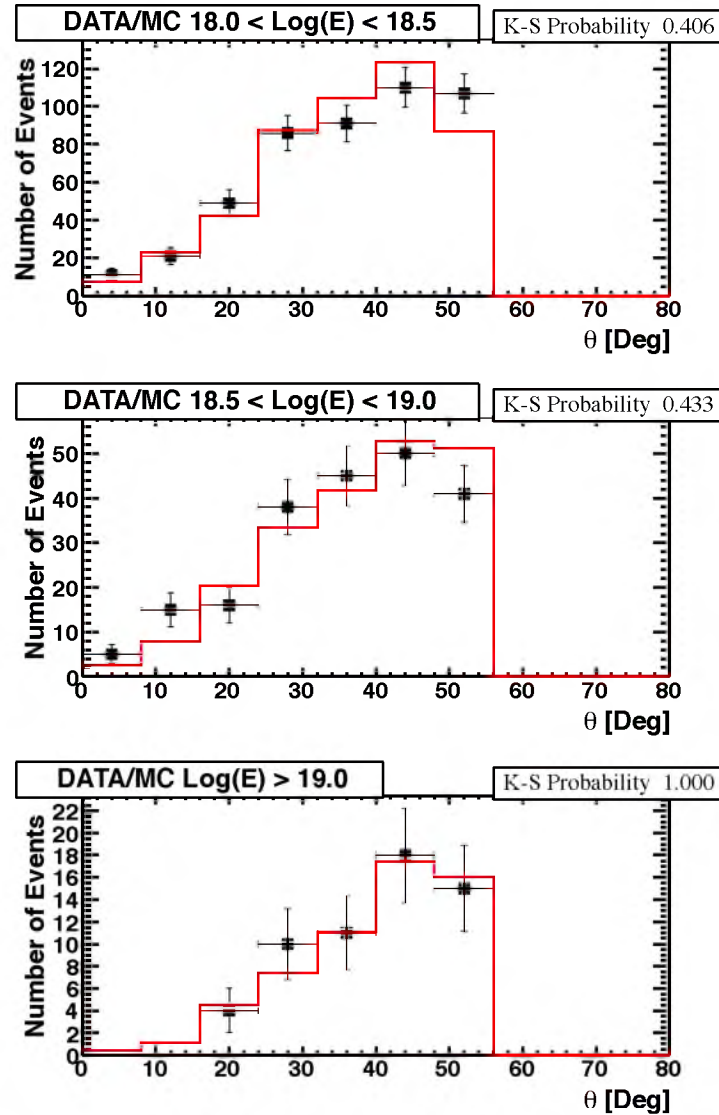 DATA/MC 18.0 < Log(E) < 18.5
K-S Probability 0.406
Number of Events
120
100
80
60
40
20
0
0 10 20 30 40 50 60 70 80
θ [Deg]
DATA/MC 18.5 < Log(E) < 19.0
K-S Probability 0.433
Number of Events
50
40
30
20
10
0
0 10 20 30 40 50 60 70 80
θ [Deg]
DATA/MC Log(E) > 19.0
K-S Probability 1.000
Number of Events
22
20
18
16
14
12
10
8
6
4
2
0
0 10 20 30 40 50 60 70 80
θ [Deg]